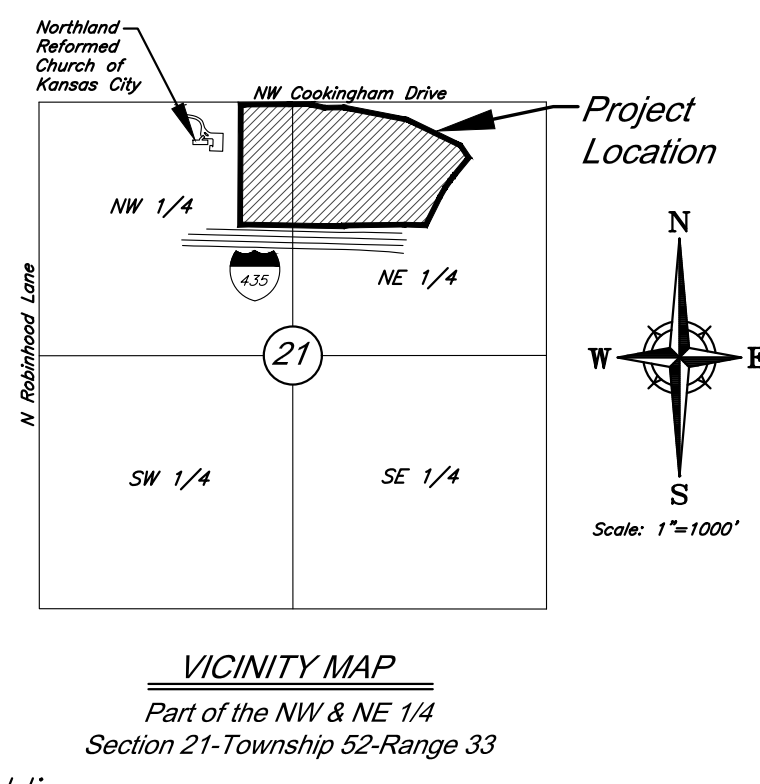 Northland
Reformed
Church of
Kansas City
NW Cookingham Drive
Project
Location
NW 1/4
N Robinhood Lane
435
NE 1/4
21
SW 1/4
SE 1/4
N
W
E
S
Scale: 1"=1000'
VICINITY MAP
Part of the NW & NE 1/4
Section 21-Township 52-Range 33